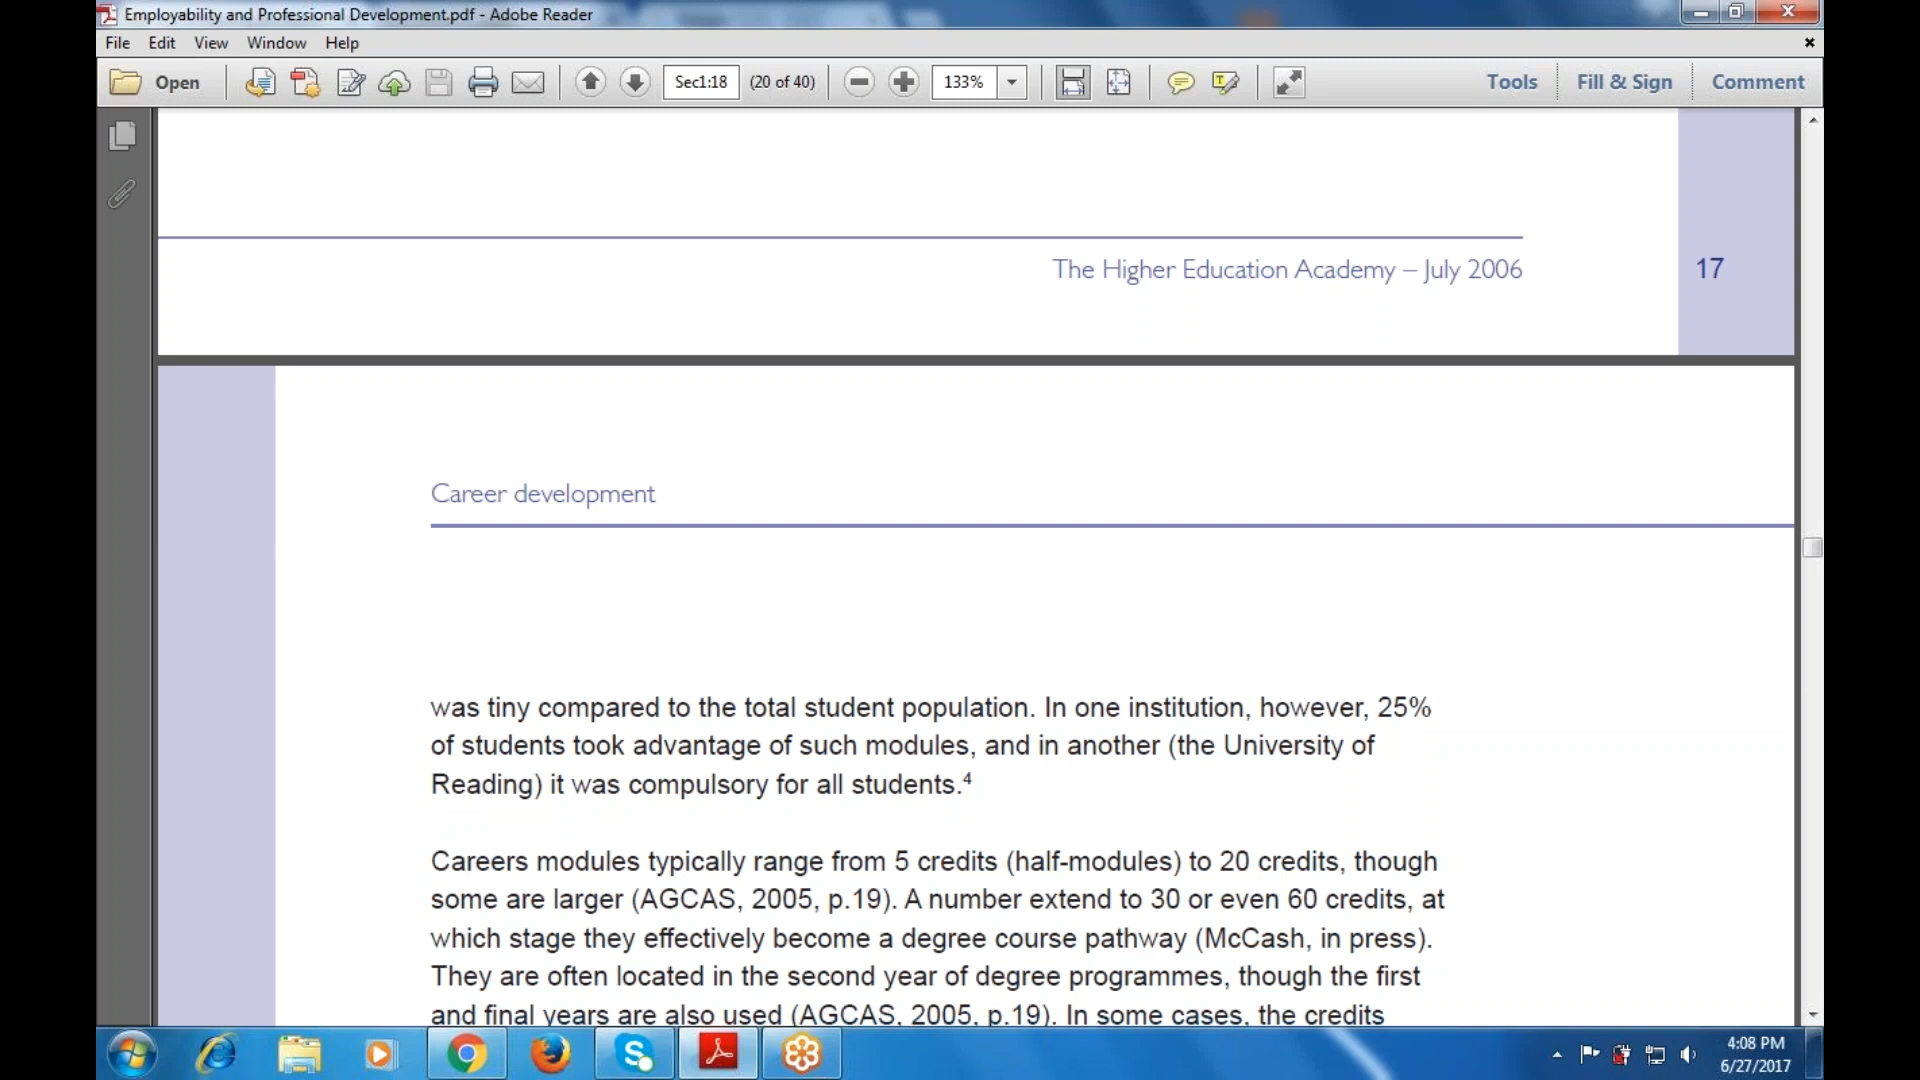 Employability and Professional Development.pdf - Adobe Reader
File Edit View Window Help
Open Sec1:18 (20 of 40) 133% Tools Fill & Sign Comment
The Higher Education Academy – July 2006 17
Career development
was tiny compared to the total student population. In one institution, however, 25%
of students took advantage of such modules, and in another (the University of
Reading) it was compulsory for all students.4
Careers modules typically range from 5 credits (half-modules) to 20 credits, though
some are larger (AGCAS, 2005, p.19). A number extend to 30 or even 60 credits, at
which stage they effectively become a degree course pathway (McCash, in press).
They are often located in the second year of degree programmes, though the first
and final years are also used (AGCAS, 2005, p.19). In some cases, the credits
4:08 PM
6/27/2017